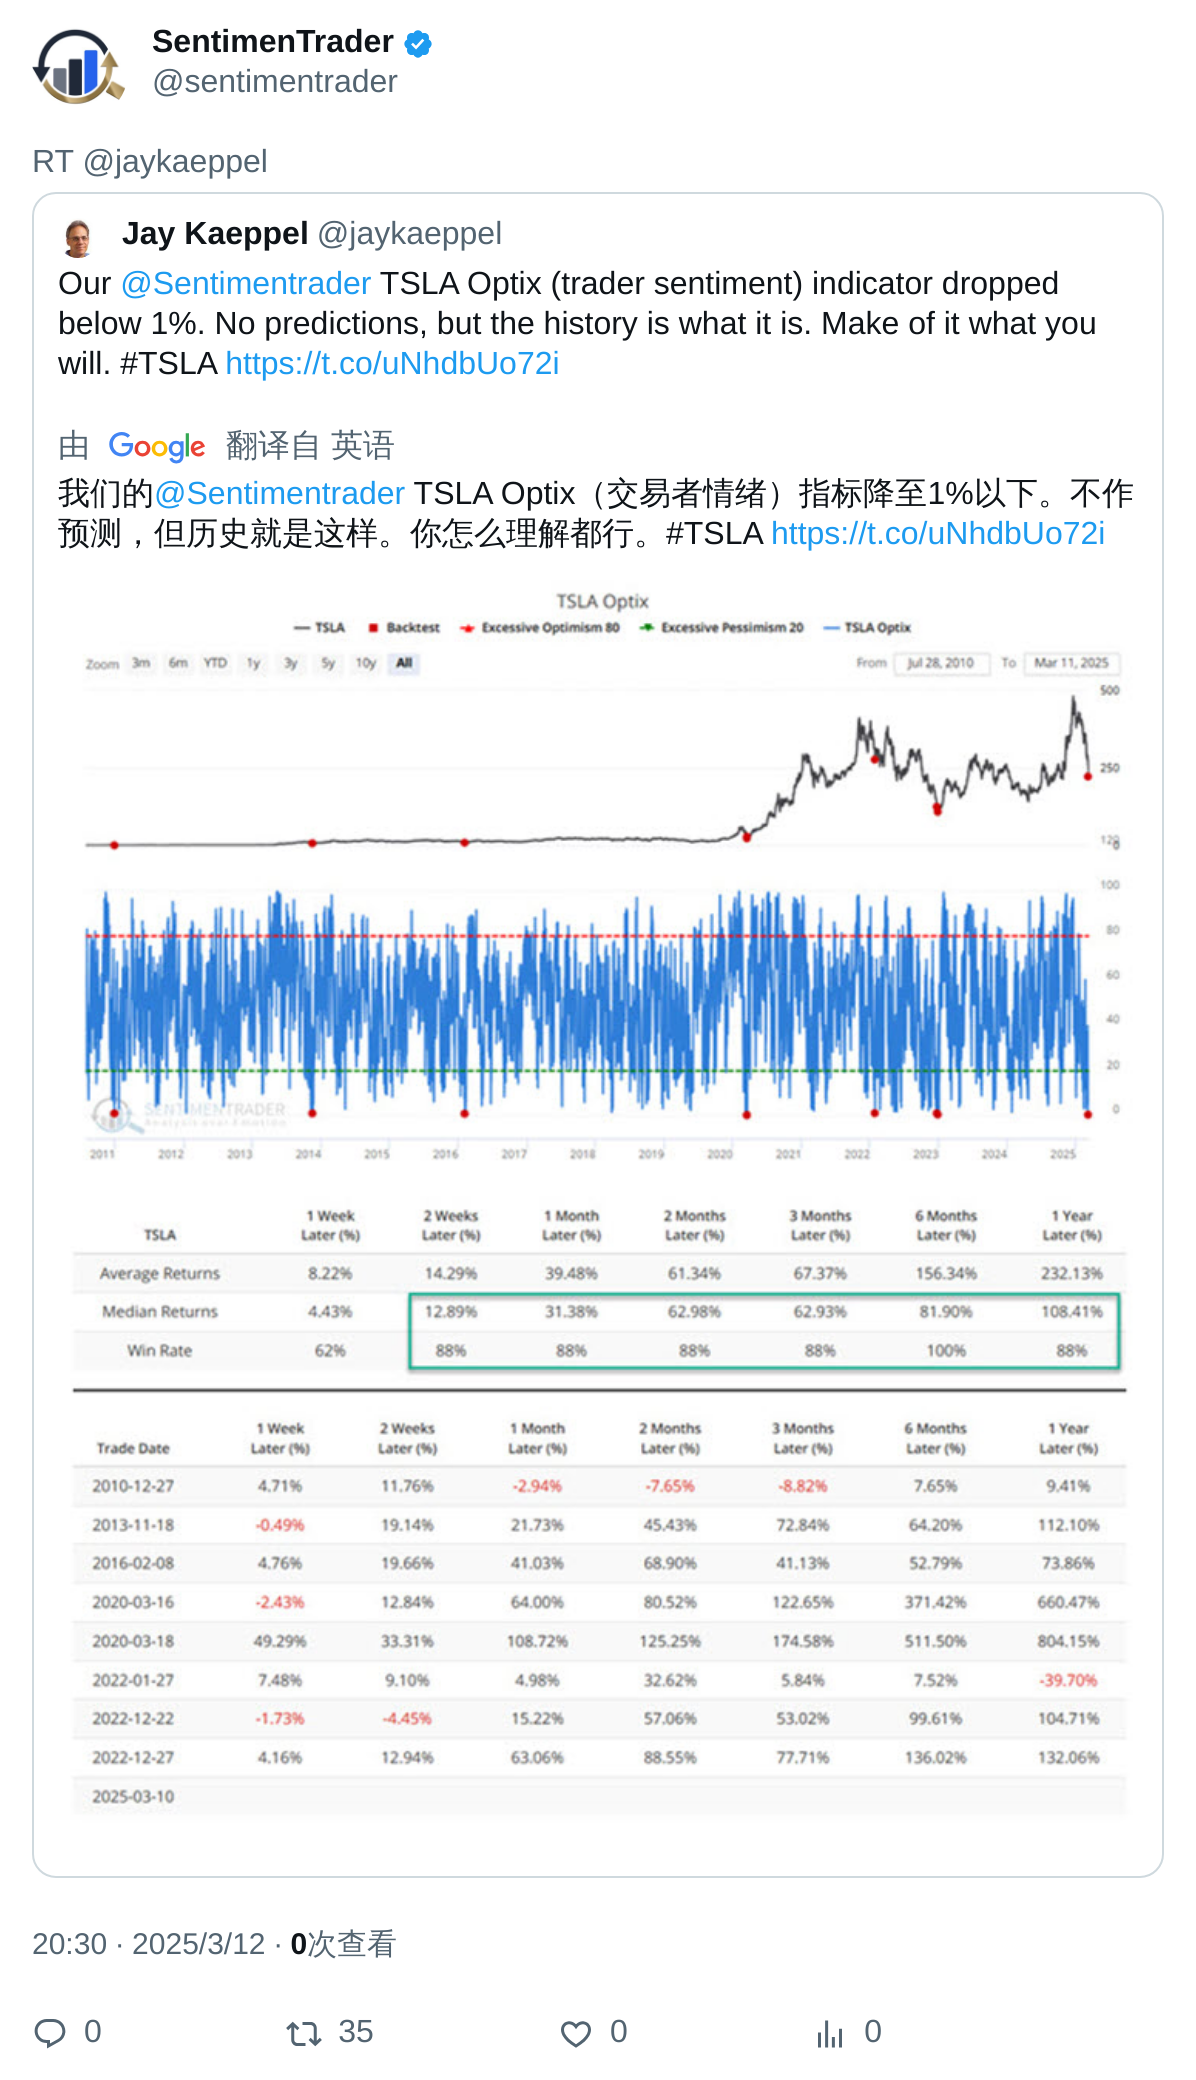 SentimenTrader
@sentimentrader
RT @jaykaeppel
Jay Kaeppel @jaykaeppel
Our @Sentimentrader TSLA Optix (trader sentiment) indicator dropped
below 1%. No predictions, but the history is what it is. Make of it what you
will. #TSLA https://t.co/uNhdbUo72i
由 Google 翻译自 英语
我们的@Sentimentrader TSLA Optix（交易者情绪）指标降至1%以下。不作
预测，但历史就是这样。你怎么理解都行。#TSLA https://t.co/uNhdbUo72i
TSLA Optix
TSLA Backtest Excessive Optimism 80 Excessive Pessimism 20 TSLA Optix
Zoom 3m 6m YTD 1y 3y 5y 10y All From Jul 28, 2010 To Mar 11, 2025
500
250
0
100
80
60
40
20
0
SENTIMENTRADER
Analysis over Emotion
2011 2012 2013 2014 2015 2016 2017 2018 2019 2020 2021 2022 2023 2024 2025
TSLA 1 Week Later (%) 2 Weeks Later (%) 1 Month Later (%) 2 Months Later (%) 3 Months Later (%) 6 Months Later (%) 1 Year Later (%)
Average Returns 8.22% 14.29% 39.48% 61.34% 67.37% 156.34% 232.13%
Median Returns 4.43% 12.89% 31.38% 62.98% 62.93% 81.90% 108.41%
Win Rate 62% 88% 88% 88% 88% 100% 88%
Trade Date 1 Week Later (%) 2 Weeks Later (%) 1 Month Later (%) 2 Months Later (%) 3 Months Later (%) 6 Months Later (%) 1 Year Later (%)
2010-12-27 4.71% 11.76% -2.94% -7.65% -8.82% 7.65% 9.41%
2013-11-18 -0.49% 19.14% 21.73% 45.43% 72.84% 64.20% 112.10%
2016-02-08 4.76% 19.66% 41.03% 68.90% 41.13% 52.79% 73.86%
2020-03-16 -2.43% 12.84% 64.00% 80.52% 122.65% 371.42% 660.47%
2020-03-18 49.29% 33.31% 108.72% 125.25% 174.58% 511.50% 804.15%
2022-01-27 7.48% 9.10% 4.98% 32.62% 5.84% 7.52% -39.70%
2022-12-22 -1.73% -4.45% 15.22% 57.06% 53.02% 99.61% 104.71%
2022-12-27 4.16% 12.94% 63.06% 88.55% 77.71% 136.02% 132.06%
2025-03-10
20:30 · 2025/3/12 · 0次查看
0 35 0 0